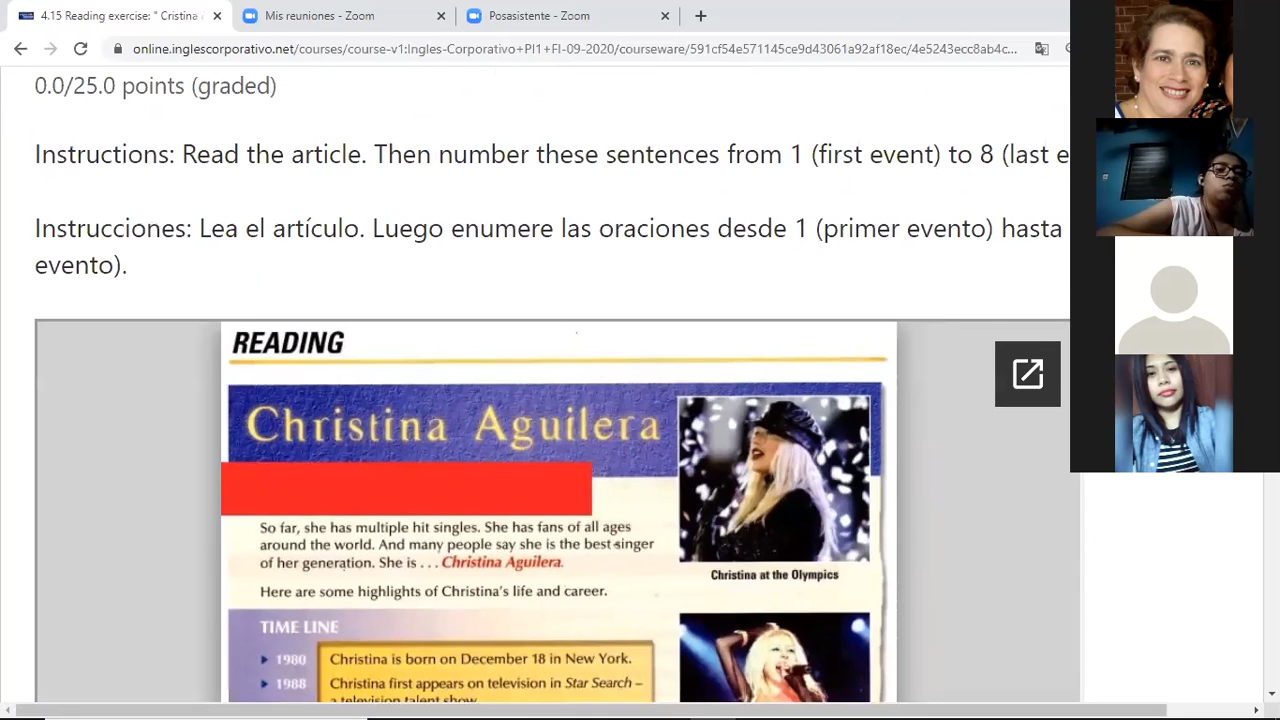 4.15 Reading exercise: " Cristina
Mis reuniones - Zoom
Posasistente - Zoom
online.inglescorporativo.net/courses/course-v1:Ingles-Corporativo+PI1+FI-09-2020/courseware/591cf54e571145ce9d43061a92af18ec/4e5243ecc8ab4c...
0.0/25.0 points (graded)
Instructions: Read the article. Then number these sentences from 1 (first event) to 8 (last e
Instrucciones: Lea el artículo. Luego enumere las oraciones desde 1 (primer evento) hasta
evento).
READING
Christina Aguilera
So far, she has multiple hit singles. She has fans of all ages
around the world. And many people say she is the best singer
of her generation. She is . . . Christina Aguilera.
Christina at the Olympics
Here are some highlights of Christina's life and career.
TIME LINE
1980 Christina is born on December 18 in New York.
1988 Christina first appears on television in Star Search –
a television talent show.